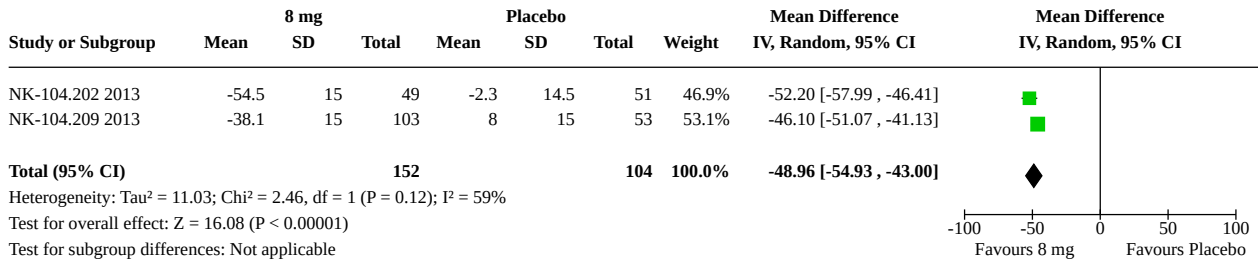 8 mg Placebo Mean Difference Mean Difference
Study or Subgroup Mean SD Total Mean SD Total Weight IV, Random, 95% CI IV, Random, 95% CI
NK-104.202 2013 -54.5 15 49 -2.3 14.5 51 46.9% -52.20 [-57.99 , -46.41]
NK-104.209 2013 -38.1 15 103 8 15 53 53.1% -46.10 [-51.07 , -41.13]
Total (95% CI) 152 104 100.0% -48.96 [-54.93 , -43.00]
Heterogeneity: Tau² = 11.03; Chi² = 2.46, df = 1 (P = 0.12); I² = 59%
Test for overall effect: Z = 16.08 (P < 0.00001)
-100 -50 0 50 100
Test for subgroup differences: Not applicable Favours 8 mg Favours Placebo